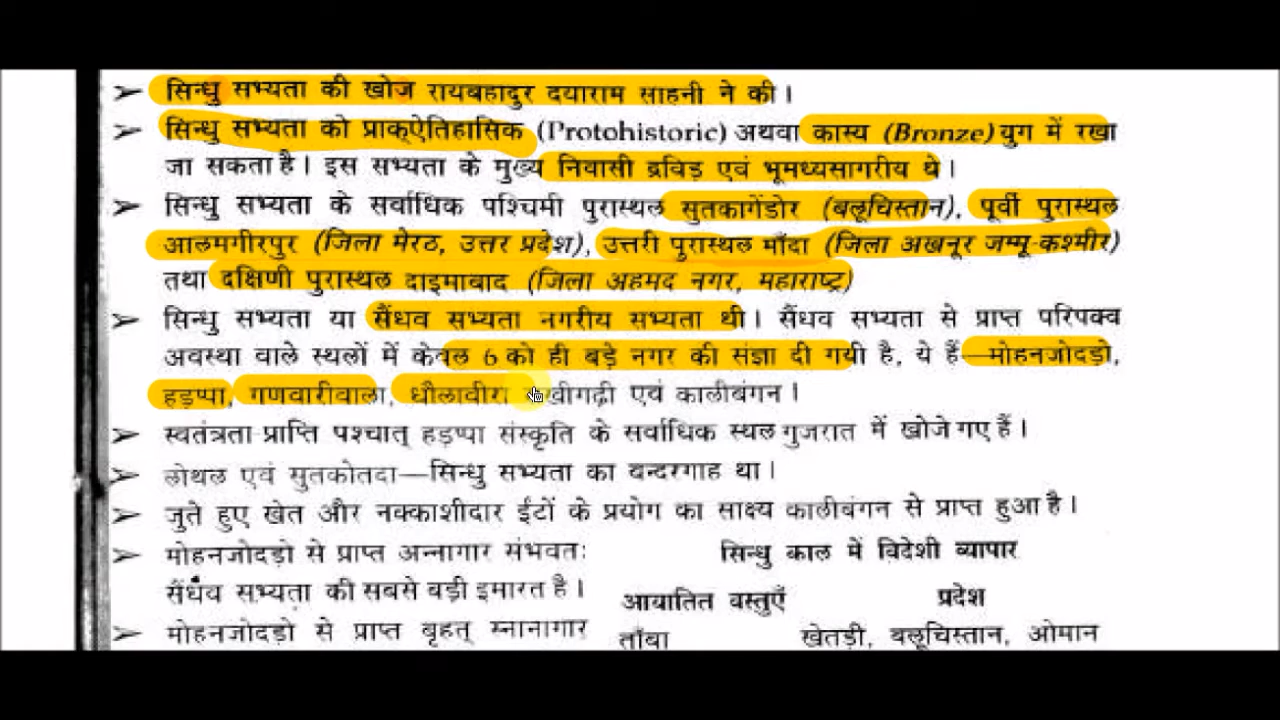 ➢ सिन्धु सभ्यता की खोज रायबहादुर दयाराम साहनी ने की।
➢ सिन्धु सभ्यता को प्राक्ऐतिहासिक (Protohistoric) अथवा कास्य (Bronze) युग में रखा
जा सकता है। इस सभ्यता के मुख्य निवासी द्रविड़ एवं भूमध्यसागरीय थे।
➢ सिन्धु सभ्यता के सर्वाधिक पश्चिमी पुरास्थल सुतकागेंडोर (बलूचिस्तान), पूर्वी पुरास्थल
आलमगीरपुर (जिला मेरठ, उत्तर प्रदेश), उत्तरी पुरास्थल माँदा (जिला अखनूर जम्मू-कश्मीर)
तथा दक्षिणी पुरास्थल दाइमाबाद (जिला अहमद नगर, महाराष्ट्र)
➢ सिन्धु सभ्यता या सैंधव सभ्यता नगरीय सभ्यता थी। सैंधव सभ्यता से प्राप्त परिपक्व
अवस्था वाले स्थलों में केवल 6 को ही बड़े नगर की संज्ञा दी गयी है, ये हैं—मोहनजोदड़ो,
हड़प्पा, गणवारीवाला, धौलावीरा एवं कालीबंगन।
➢ स्वतंत्रता प्राप्ति पश्चात् हड़प्पा संस्कृति के सर्वाधिक स्थल गुजरात में खोजे गए हैं।
➢ लोथल एवं सुतकोतदा—सिन्धु सभ्यता का बन्दरगाह था।
➢ जुते हुए खेत और नक्काशीदार ईंटों के प्रयोग का साक्ष्य कालीबंगन से प्राप्त हुआ है।
➢ मोहनजोदड़ो से प्राप्त अन्नागार संभवतः
सैंधव सभ्यता की सबसे बड़ी इमारत है।
➢ मोहनजोदड़ो से प्राप्त बृहत् स्नानागार
सिन्धु काल में विदेशी व्यापार
आयातित वस्तुएँ प्रदेश
ताँबा खेतड़ी, बलूचिस्तान, ओमान